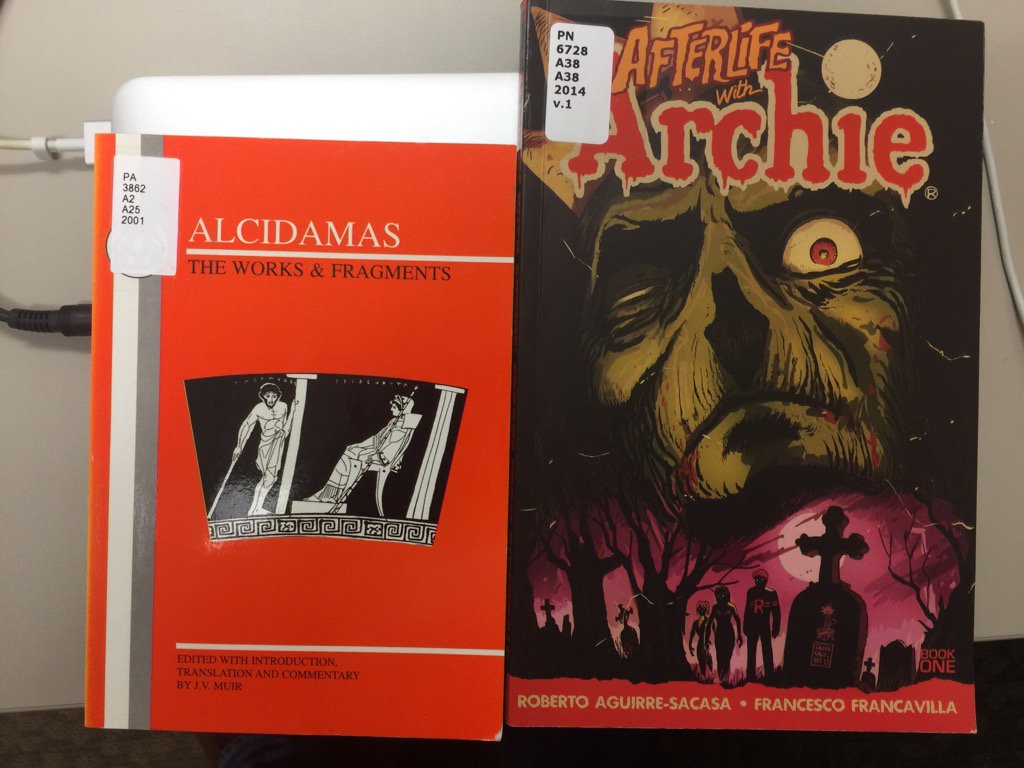 PA
3862
A2
A25
2001
ALCIDAMAS
THE WORKS & FRAGMENTS
EDITED WITH INTRODUCTION,
TRANSLATION AND COMMENTARY
BY J.V. MUIR
PN
6728
A38
A38
2014
v.1
AFTERLIFE
with
Archie
®
R
BOOK
ONE
ROBERTO AGUIRRE-SACASA • FRANCESCO FRANCAVILLA